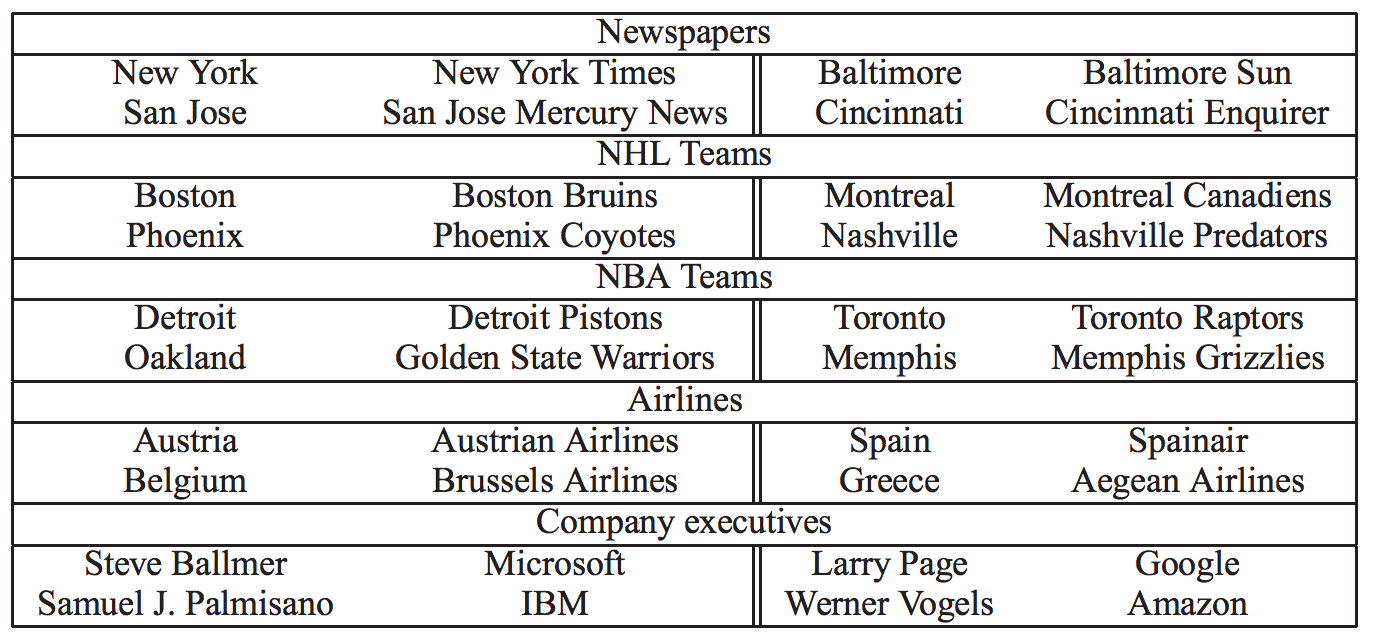 Newspapers
New York New York Times Baltimore Baltimore Sun
San Jose San Jose Mercury News Cincinnati Cincinnati Enquirer
NHL Teams
Boston Boston Bruins Montreal Montreal Canadiens
Phoenix Phoenix Coyotes Nashville Nashville Predators
NBA Teams
Detroit Detroit Pistons Toronto Toronto Raptors
Oakland Golden State Warriors Memphis Memphis Grizzlies
Airlines
Austria Austrian Airlines Spain Spainair
Belgium Brussels Airlines Greece Aegean Airlines
Company executives
Steve Ballmer Microsoft Larry Page Google
Samuel J. Palmisano IBM Werner Vogels Amazon